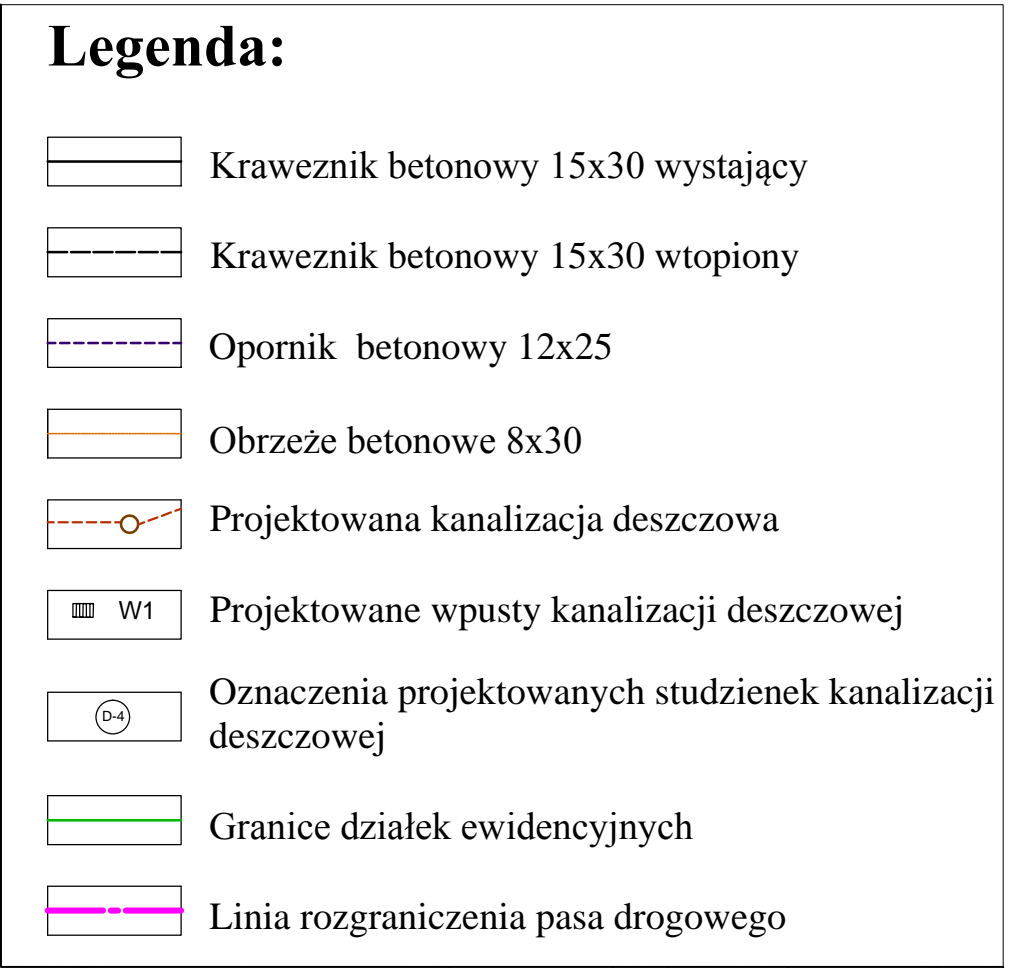 Legenda:
Kraweznik betonowy 15x30 wystający
Kraweznik betonowy 15x30 wtopiony
Opornik  betonowy 12x25
Obrzeże betonowe 8x30
Projektowana kanalizacja deszczowa
W1 Projektowane wpusty kanalizacji deszczowej
D-4 Oznaczenia projektowanych studzienek kanalizacji
deszczowej
Granice działek ewidencyjnych
Linia rozgraniczenia pasa drogowego